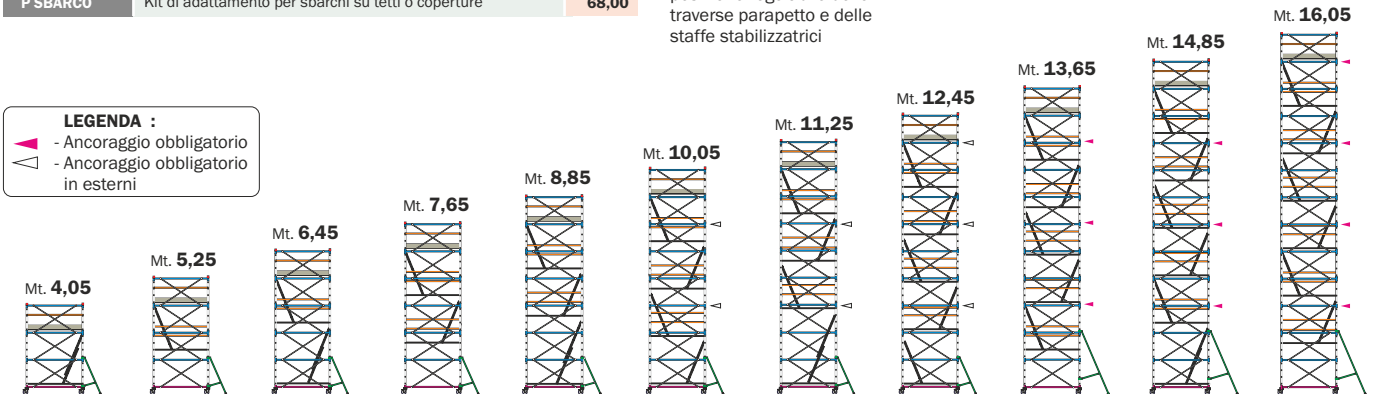 P SBARCO Kit di adattamento per sbarchi su tetti o coperture 68,00
traverse parapetto e delle
staffe stabilizzatrici
LEGENDA :
- Ancoraggio obbligatorio
- Ancoraggio obbligatorio
in esterni
Mt. 4,05
Mt. 5,25
Mt. 6,45
Mt. 7,65
Mt. 8,85
Mt. 10,05
Mt. 11,25
Mt. 12,45
Mt. 13,65
Mt. 14,85
Mt. 16,05